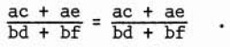 (ac + ae)/(bd + bf) = (ac + ae)/(bd + bf) .